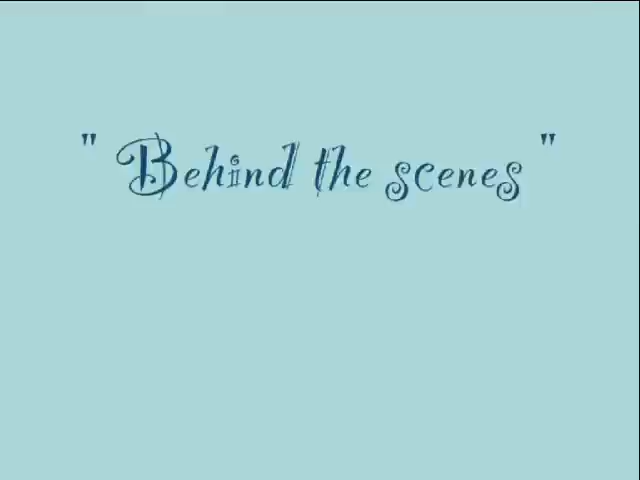 " Behind the scenes "